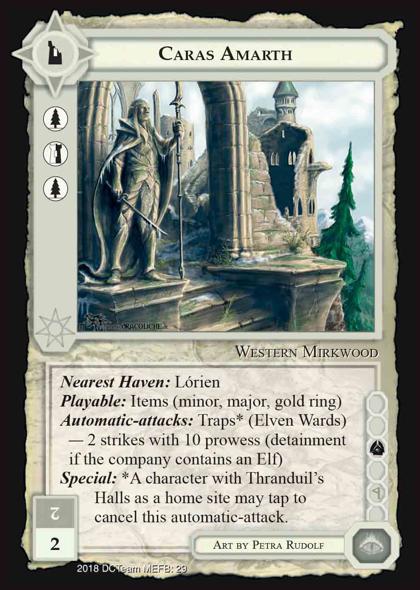 CARAS AMARTH
DRACOLICHE
WESTERN MIRKWOOD
Nearest Haven: Lórien
Playable: Items (minor, major, gold ring)
Automatic-attacks: Traps* (Elven Wards)
— 2 strikes with 10 prowess (detainment
if the company contains an Elf)
Special: *A character with Thranduil's
Halls as a home site may tap to
cancel this automatic-attack.
2
2
ART BY PETRA RUDOLF
2018 DCTeam MEFB: 29